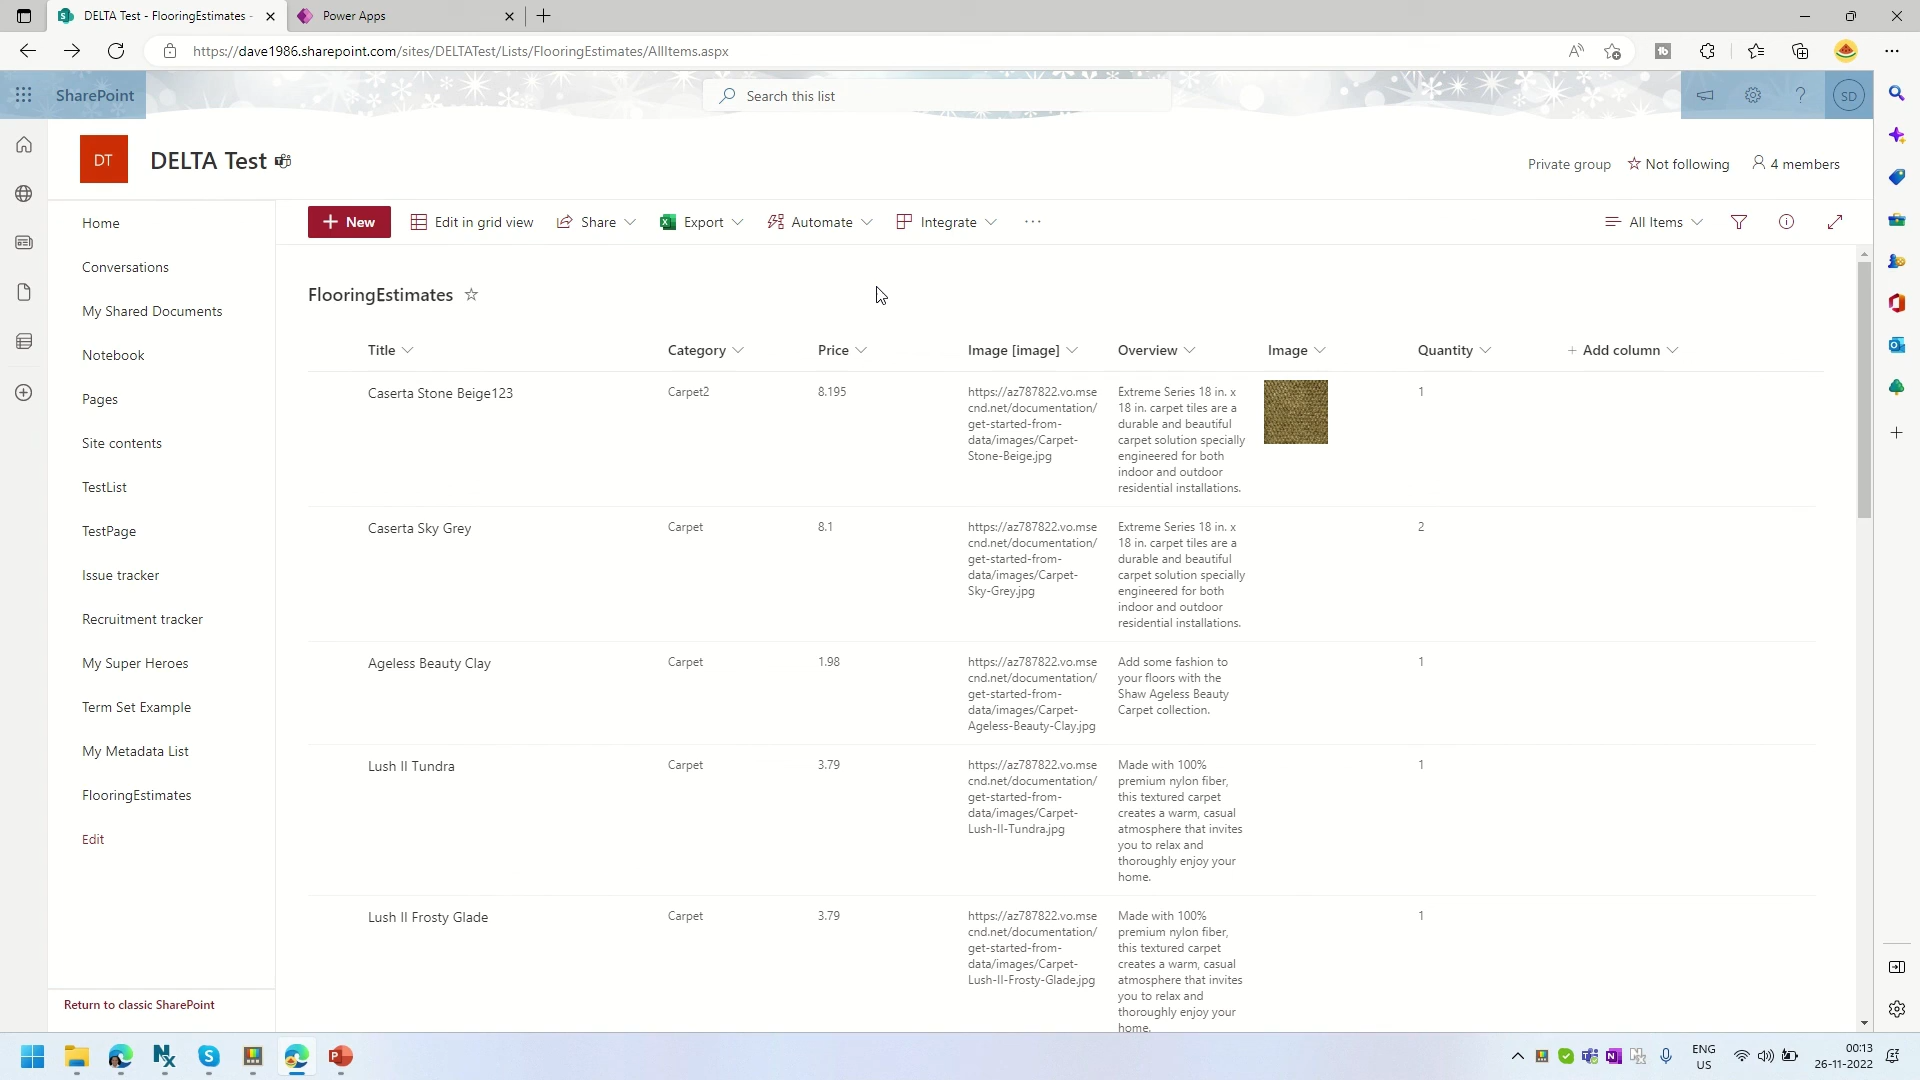 DELTA Test - FlooringEstimates -
Power Apps
https://dave1986.sharepoint.com/sites/DELTATest/Lists/FlooringEstimates/AllItems.aspx
SharePoint
Search this list
SD
DT
DELTA Test
Private group
Not following
4 members
Home
Conversations
My Shared Documents
Notebook
Pages
Site contents
TestList
TestPage
Issue tracker
Recruitment tracker
My Super Heroes
Term Set Example
My Metadata List
FlooringEstimates
Edit
Return to classic SharePoint
New
Edit in grid view
Share
Export
Automate
Integrate
All Items
FlooringEstimates
Title
Category
Price
Image [image]
Overview
Image
Quantity
Add column
Caserta Stone Beige123
Carpet2
8.195
https://az787822.vo.mse
cnd.net/documentation/
get-started-from-
data/images/Carpet-
Stone-Beige.jpg
Extreme Series 18 in. x
18 in. carpet tiles are a
durable and beautiful
carpet solution specially
engineered for both
indoor and outdoor
residential installations.
1
Caserta Sky Grey
Carpet
8.1
https://az787822.vo.mse
cnd.net/documentation/
get-started-from-
data/images/Carpet-
Sky-Grey.jpg
Extreme Series 18 in. x
18 in. carpet tiles are a
durable and beautiful
carpet solution specially
engineered for both
indoor and outdoor
residential installations.
2
Ageless Beauty Clay
Carpet
1.98
https://az787822.vo.mse
cnd.net/documentation/
get-started-from-
data/images/Carpet-
Ageless-Beauty-Clay.jpg
Add some fashion to
your floors with the
Shaw Ageless Beauty
Carpet collection.
1
Lush II Tundra
Carpet
3.79
https://az787822.vo.mse
cnd.net/documentation/
get-started-from-
data/images/Carpet-
Lush-II-Tundra.jpg
Made with 100%
premium nylon fiber,
this textured carpet
creates a warm, casual
atmosphere that invites
you to relax and
thoroughly enjoy your
home.
1
Lush II Frosty Glade
Carpet
3.79
https://az787822.vo.mse
cnd.net/documentation/
get-started-from-
data/images/Carpet-
Lush-II-Frosty-Glade.jpg
Made with 100%
premium nylon fiber,
this textured carpet
creates a warm, casual
atmosphere that invites
you to relax and
thoroughly enjoy your
home.
1
ENG
US
00:13
26-11-2022